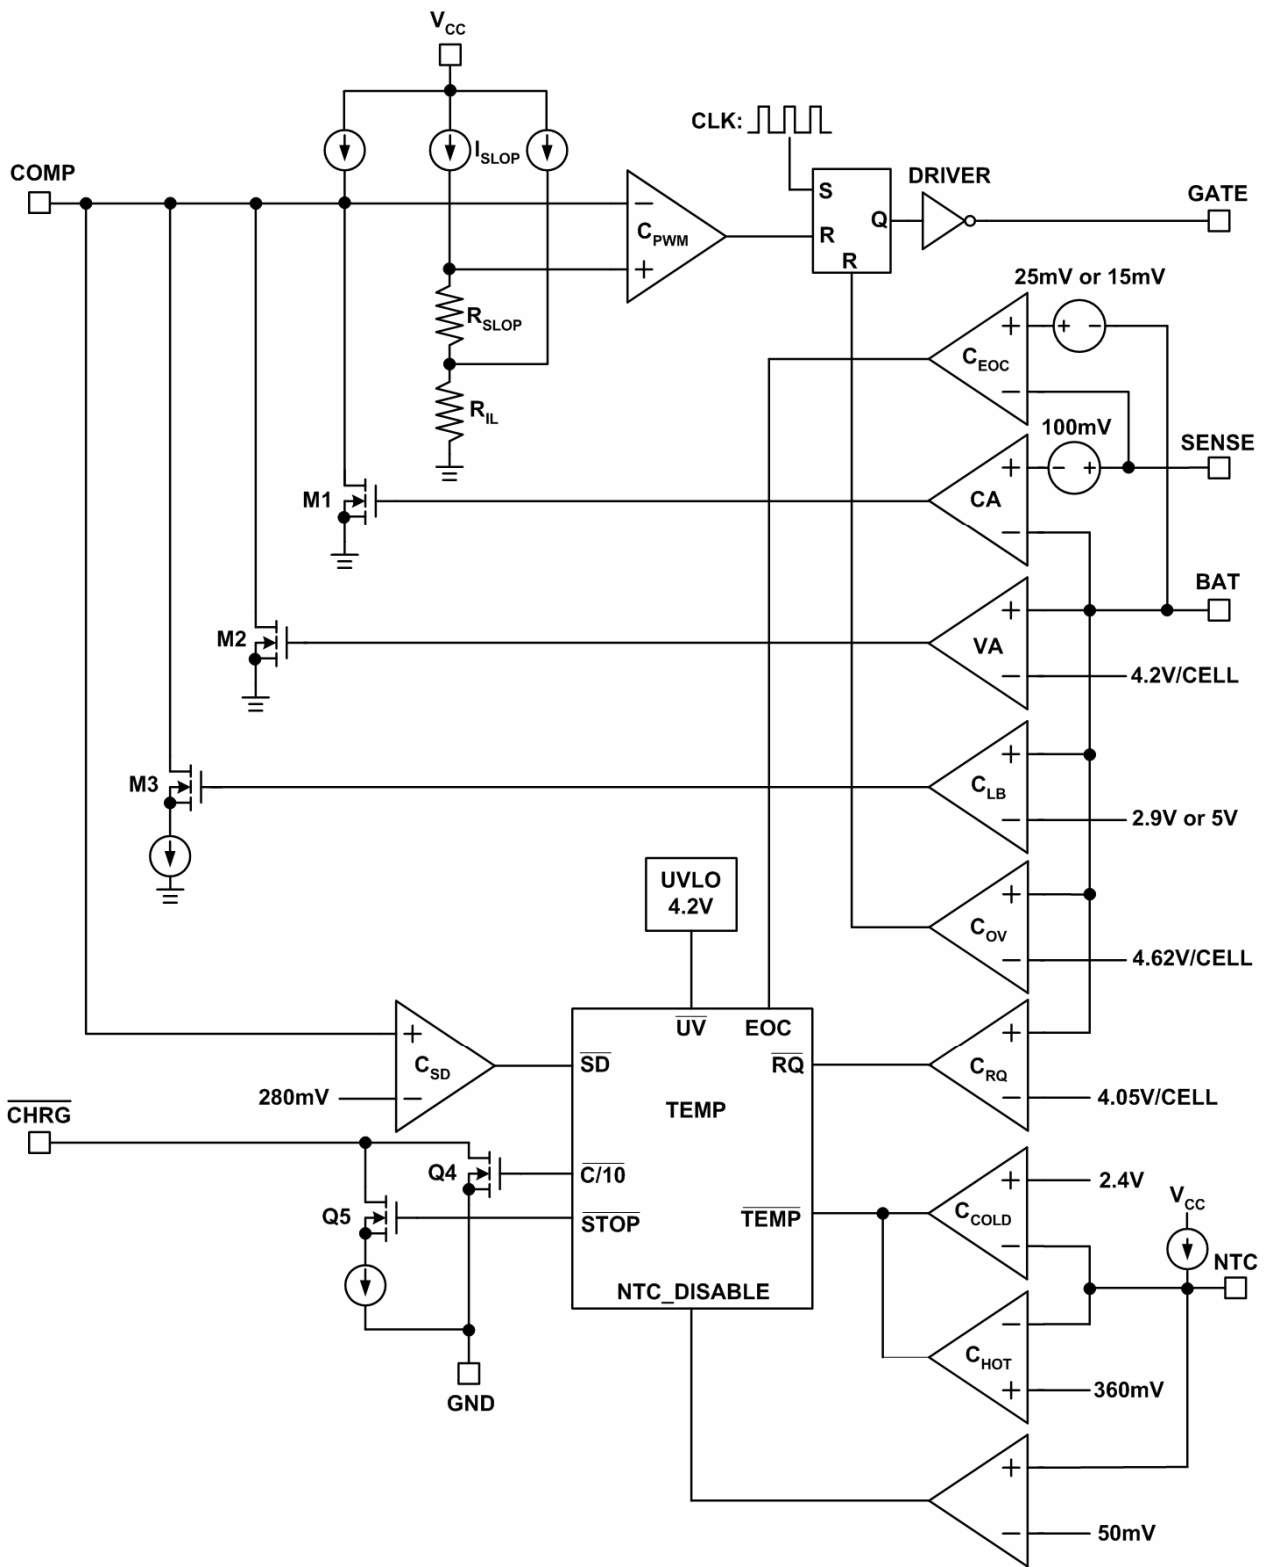 VCC
CLK:
ISLOP
COMP
DRIVER
GATE
S
−
Q
CPWM
R
+
R
25mV or 15mV
RSLOP
+
+ −
CEOC
−
RIL
100mV
SENSE
+
− +
M1
CA
−
BAT
+
M2
VA
−
4.2V/CELL
+
M3
CLB
−
2.9V or 5V
UVLO
4.2V
+
COV
−
4.62V/CELL
UV
EOC
+
+
SD
RQ
CSD
CRQ
280mV
−
−
4.05V/CELL
CHRG
TEMP
Q4
C/10
+
2.4V
VCC
Q5
STOP
TEMP
CCOLD
−
NTC
NTC_DISABLE
−
CHOT
+
360mV
GND
+
−
50mV